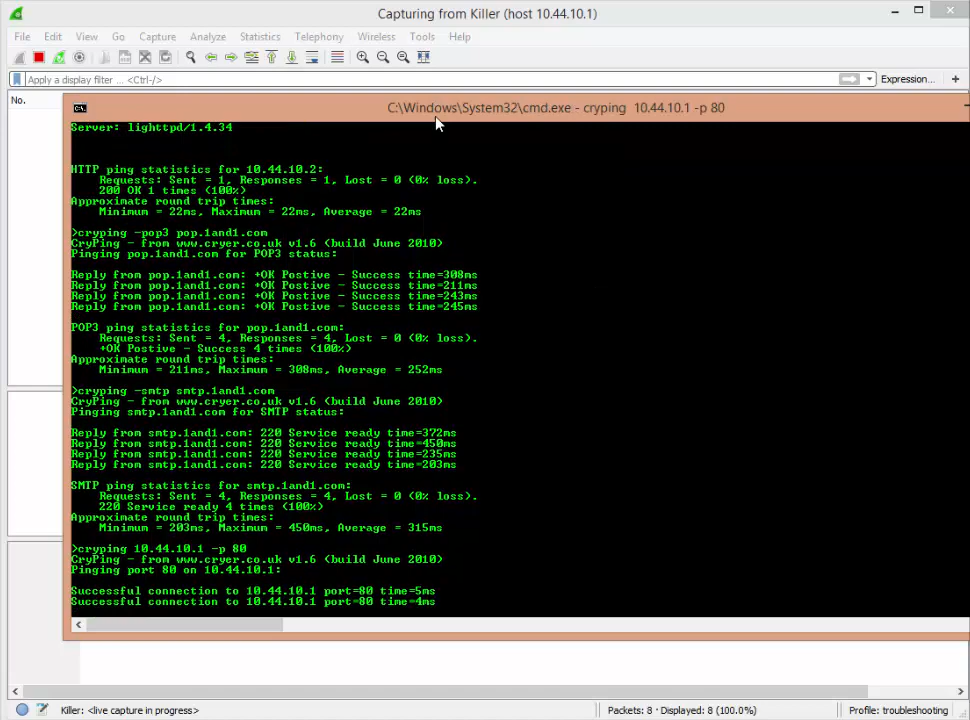 Capturing from Killer (host 10.44.10.1)
File Edit View Go Capture Analyze Statistics Telephony Wireless Tools Help
Apply a display filter ... <Ctrl-/>
Expression...
No.
C:\Windows\System32\cmd.exe - cryping 10.44.10.1 -p 80
Server: lighttpd/1.4.34
HTTP ping statistics for 10.44.10.2:
Requests: Sent = 1, Responses = 1, Lost = 0 (0% loss).
200 OK 1 times (100%)
Approximate round trip times:
Minimum = 22ms, Maximum = 22ms, Average = 22ms
>cryping -pop3 pop.1and1.com
CryPing - from www.cryer.co.uk v1.6 (build June 2010)
Pinging pop.1and1.com for POP3 status:
Reply from pop.1and1.com: +OK Postive - Success time=308ms
Reply from pop.1and1.com: +OK Postive - Success time=211ms
Reply from pop.1and1.com: +OK Postive - Success time=243ms
Reply from pop.1and1.com: +OK Postive - Success time=245ms
POP3 ping statistics for pop.1and1.com:
Requests: Sent = 4, Responses = 4, Lost = 0 (0% loss).
+OK Postive - Success 4 times (100%)
Approximate round trip times:
Minimum = 211ms, Maximum = 308ms, Average = 252ms
>cryping -smtp smtp.1and1.com
CryPing - from www.cryer.co.uk v1.6 (build June 2010)
Pinging smtp.1and1.com for SMTP status:
Reply from smtp.1and1.com: 220 Service ready time=372ms
Reply from smtp.1and1.com: 220 Service ready time=450ms
Reply from smtp.1and1.com: 220 Service ready time=235ms
Reply from smtp.1and1.com: 220 Service ready time=203ms
SMTP ping statistics for smtp.1and1.com:
Requests: Sent = 4, Responses = 4, Lost = 0 (0% loss).
220 Service ready 4 times (100%)
Approximate round trip times:
Minimum = 203ms, Maximum = 450ms, Average = 315ms
>cryping 10.44.10.1 -p 80
CryPing - from www.cryer.co.uk v1.6 (build June 2010)
Pinging port 80 on 10.44.10.1:
Successful connection to 10.44.10.1 port=80 time=5ms
Successful connection to 10.44.10.1 port=80 time=4ms
Killer: <live capture in progress>
Packets: 8 · Displayed: 8 (100.0%)
Profile: troubleshooting